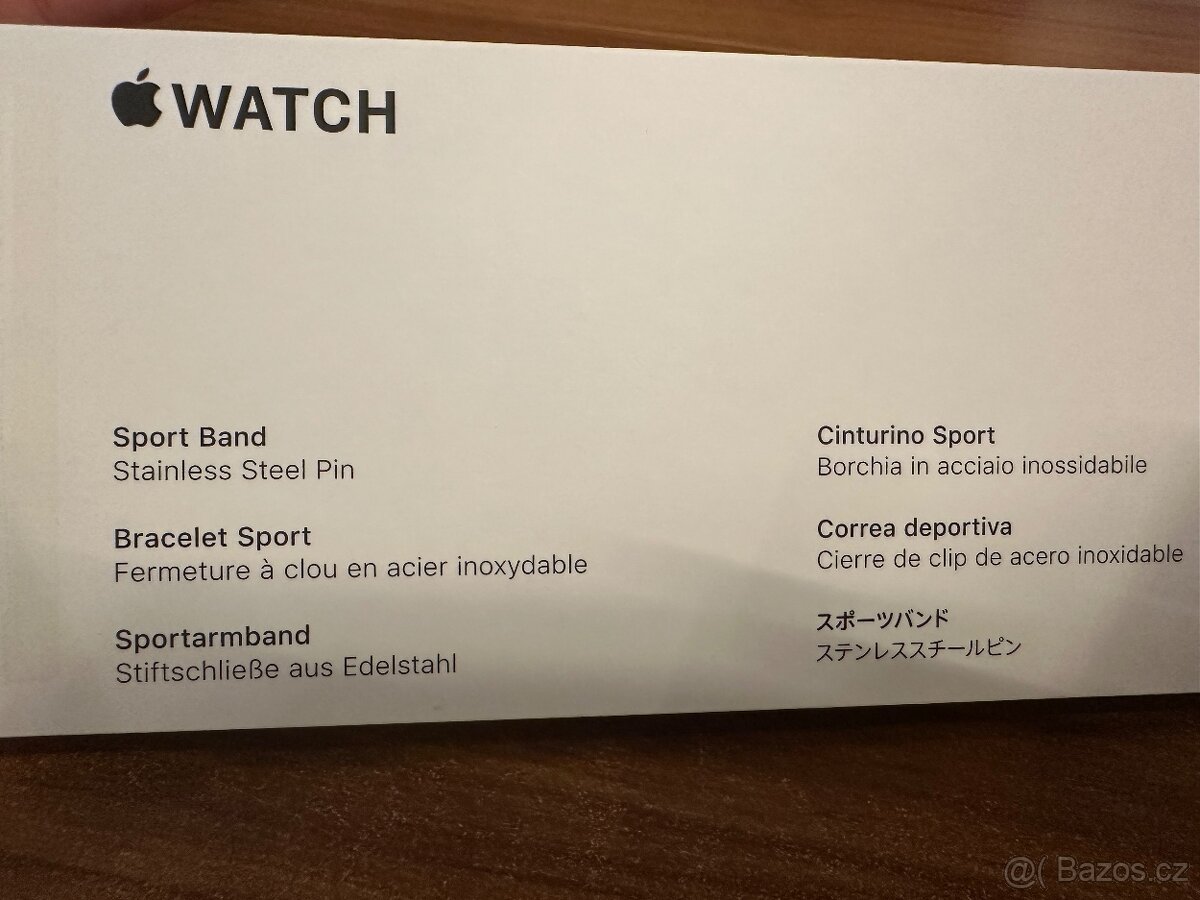 WATCH
Sport Band
Stainless Steel Pin
Bracelet Sport
Fermeture à clou en acier inoxydable
Sportarmband
Stiftschließe aus Edelstahl
Cinturino Sport
Borchia in acciaio inossidabile
Correa deportiva
Cierre de clip de acero inoxidable
スポーツバンド
ステンレススチールピン
@( Bazos.cz